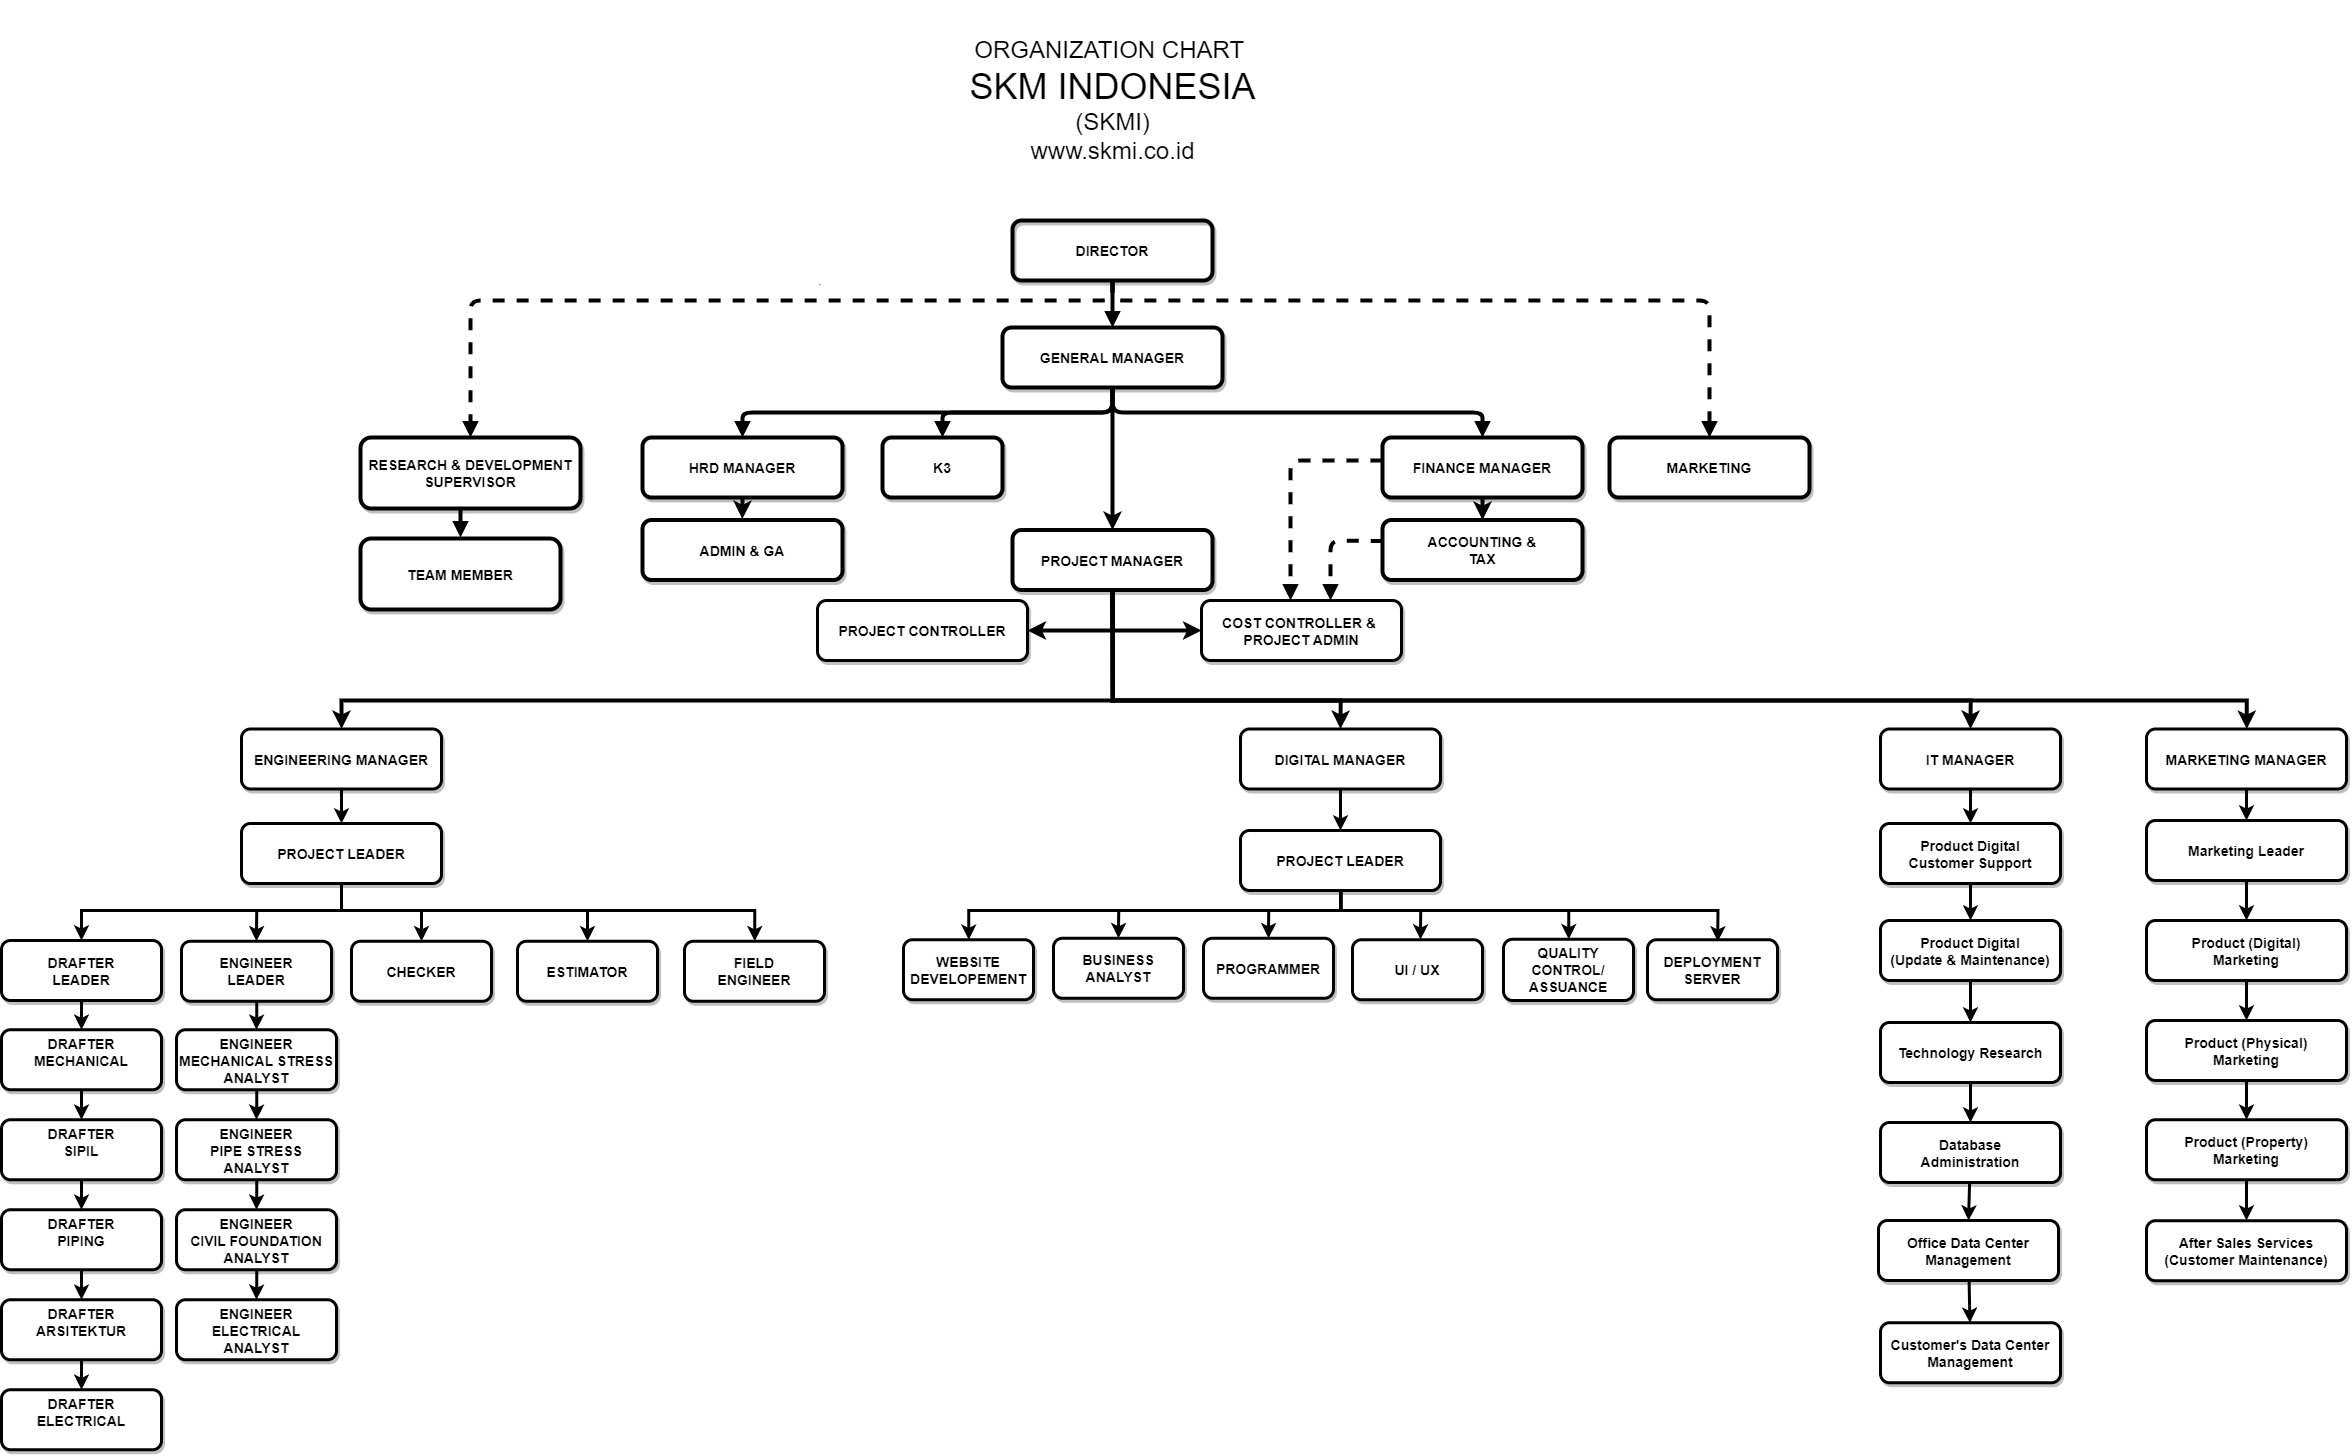 ORGANIZATION CHART
SKM INDONESIA
(SKMI)
www.skmi.co.id
DIRECTOR
GENERAL MANAGER
RESEARCH & DEVELOPMENT
SUPERVISOR
HRD MANAGER
K3
FINANCE MANAGER
MARKETING
TEAM MEMBER
ADMIN & GA
PROJECT MANAGER
ACCOUNTING &
TAX
PROJECT CONTROLLER
COST CONTROLLER &
PROJECT ADMIN
ENGINEERING MANAGER
DIGITAL MANAGER
IT MANAGER
MARKETING MANAGER
PROJECT LEADER
PROJECT LEADER
Product Digital
Customer Support
Marketing Leader
DRAFTER
LEADER
ENGINEER
LEADER
CHECKER
ESTIMATOR
FIELD
ENGINEER
WEBSITE
DEVELOPEMENT
BUSINESS
ANALYST
PROGRAMMER
UI / UX
QUALITY
CONTROL/
ASSUANCE
DEPLOYMENT
SERVER
Product Digital
(Update & Maintenance)
Product (Digital)
Marketing
DRAFTER
MECHANICAL
ENGINEER
MECHANICAL STRESS
ANALYST
Technology Research
Product (Physical)
Marketing
DRAFTER
SIPIL
ENGINEER
PIPE STRESS
ANALYST
Database
Administration
Product (Property)
Marketing
DRAFTER
PIPING
ENGINEER
CIVIL FOUNDATION
ANALYST
Office Data Center
Management
After Sales Services
(Customer Maintenance)
DRAFTER
ARSITEKTUR
ENGINEER
ELECTRICAL
ANALYST
Customer's Data Center
Management
DRAFTER
ELECTRICAL